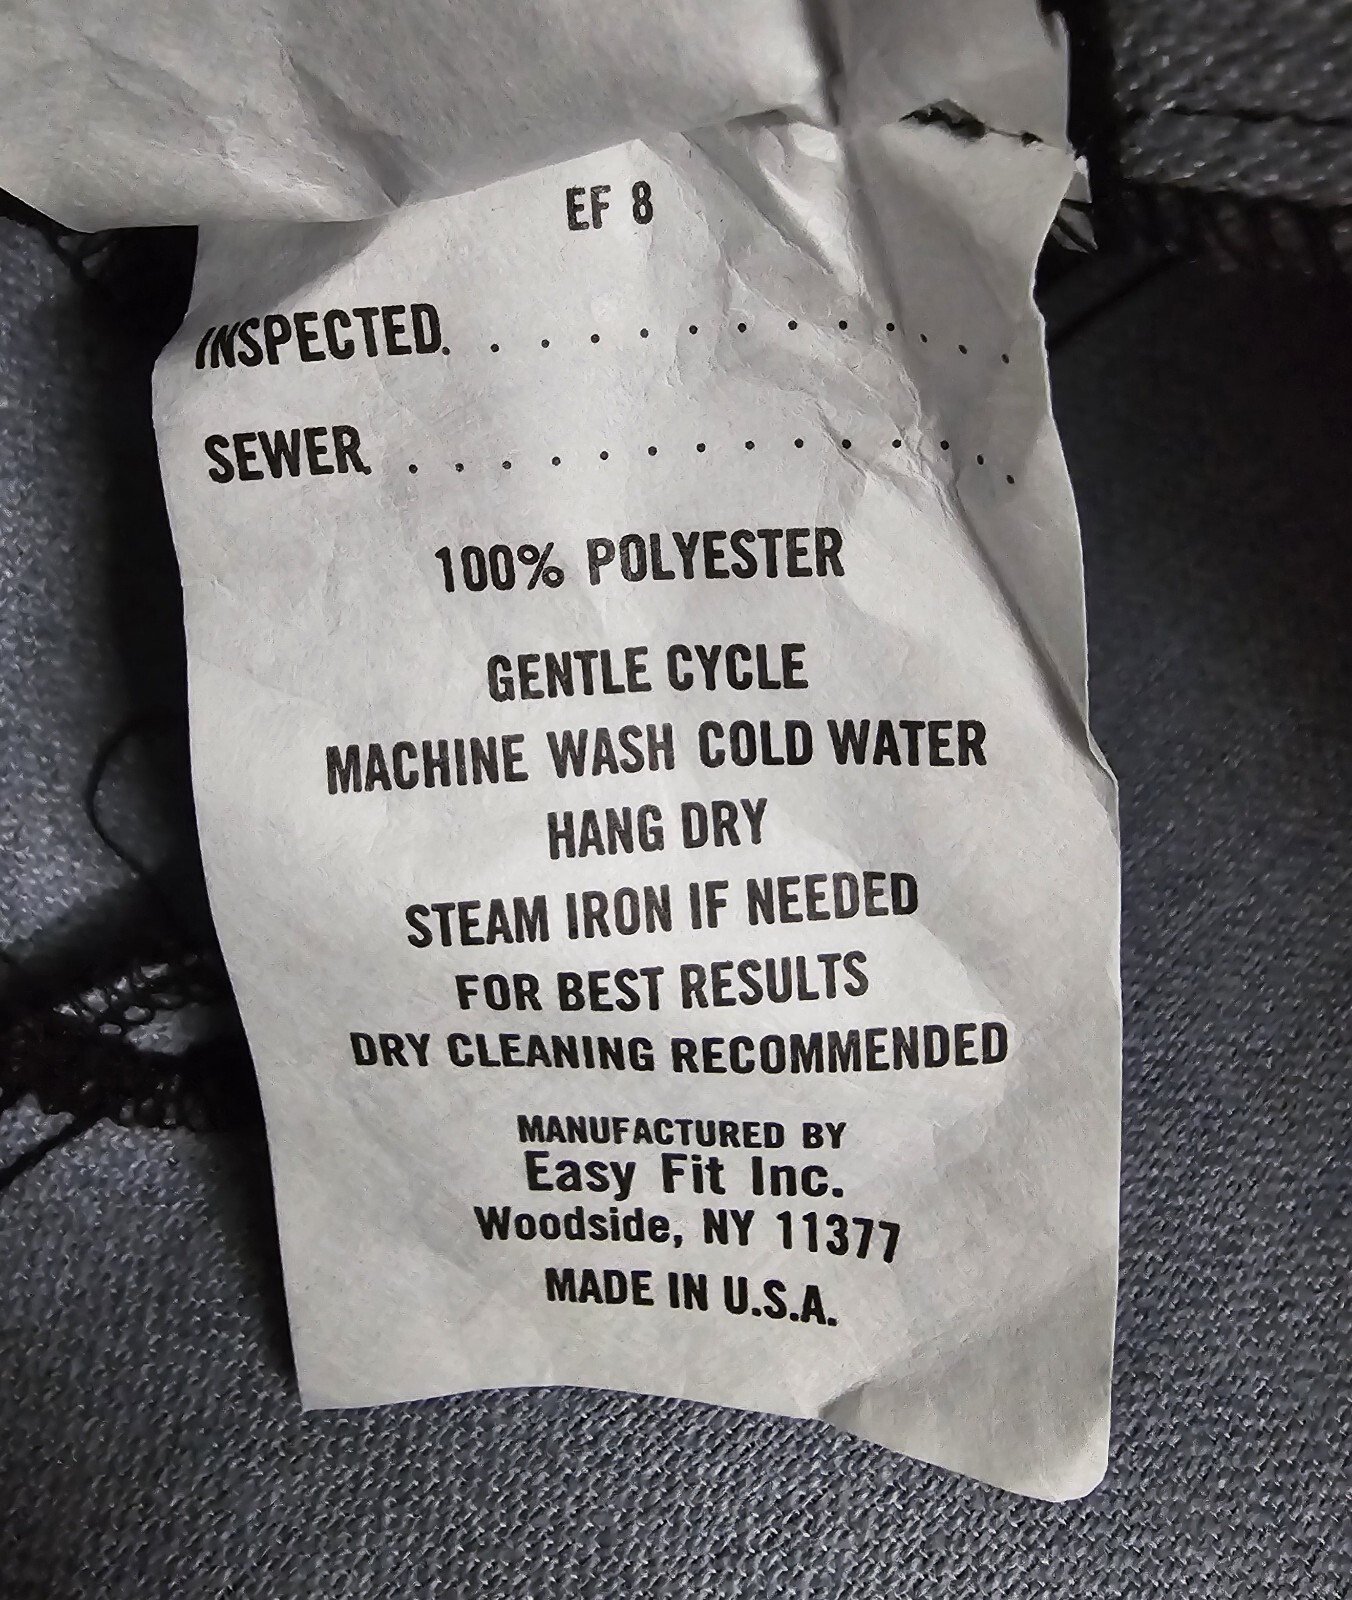 EF 8
INSPECTED. . . . . . . . . . . . .
SEWER. . . . . . . . . . . . . .
100% POLYESTER
GENTLE CYCLE
MACHINE WASH COLD WATER
HANG DRY
STEAM IRON IF NEEDED
FOR BEST RESULTS
DRY CLEANING RECOMMENDED
MANUFACTURED BY
Easy Fit Inc.
Woodside, NY 11377
MADE IN U.S.A.